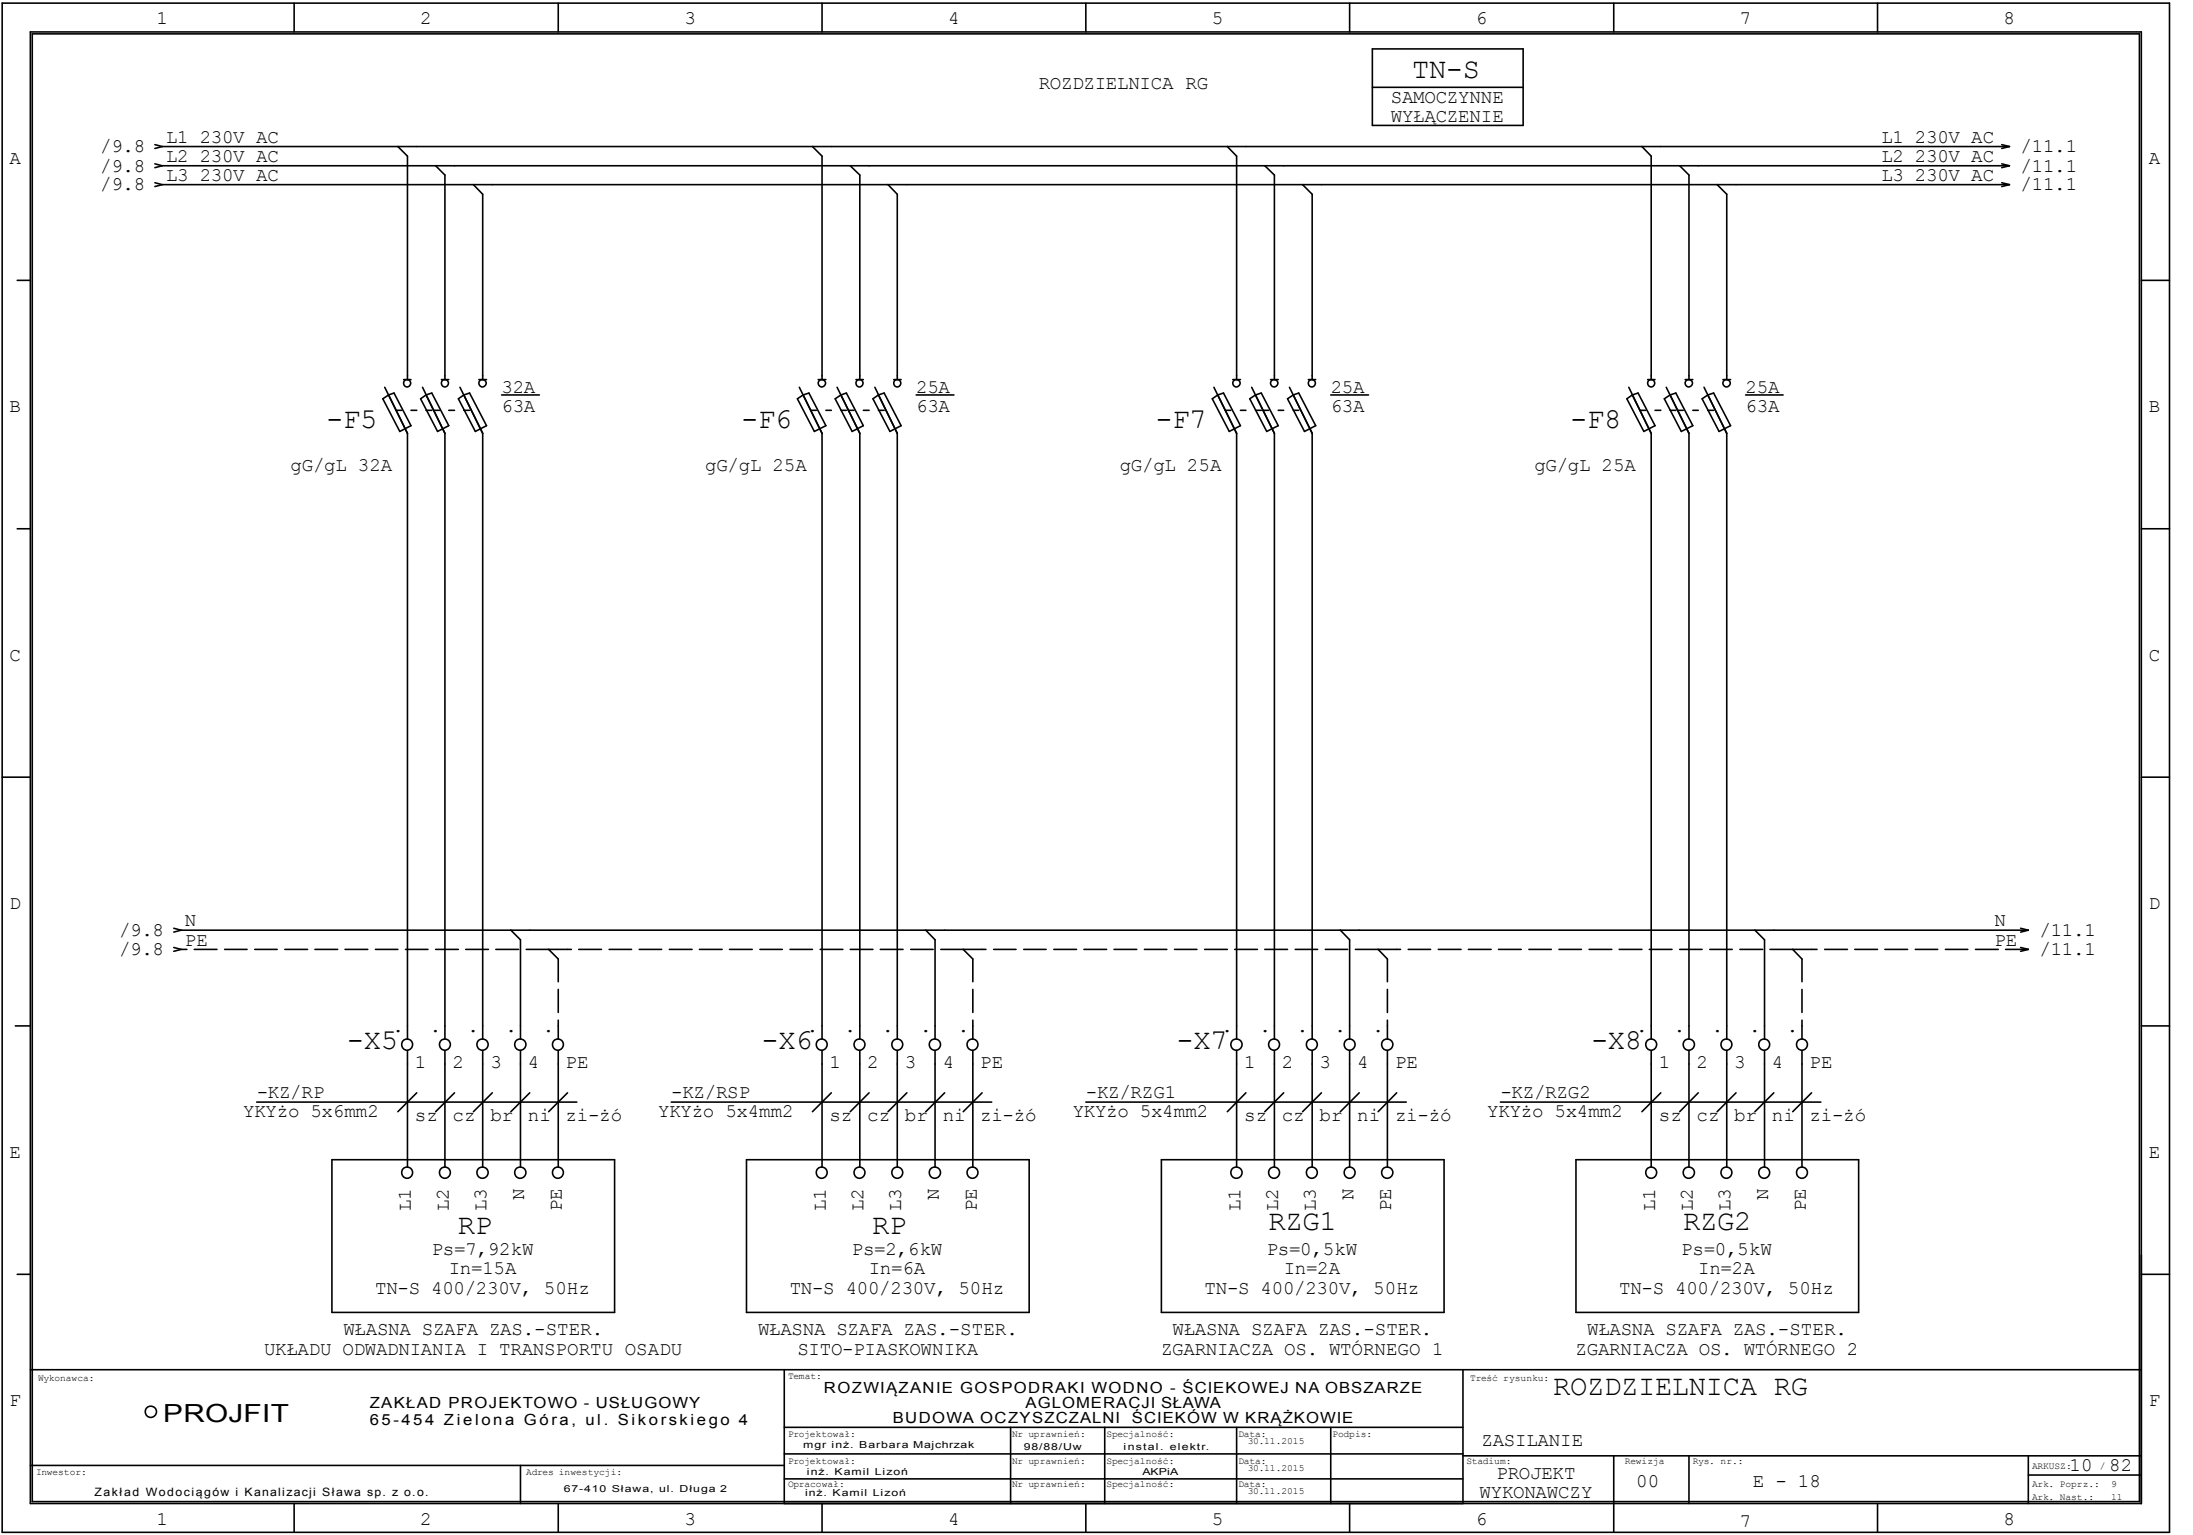 1 2 3 4 5 6 7 8
ROZDZIELNICA RG
TN-S
SAMOCZYNNE
WYŁĄCZENIE
A
A
/9.8 L1 230V AC
L1 230V AC /11.1
/9.8 L2 230V AC
L2 230V AC /11.1
/9.8 L3 230V AC
L3 230V AC /11.1
B
B
-F5
32A
63A
gG/gL 32A
-F6
25A
63A
gG/gL 25A
-F7
25A
63A
gG/gL 25A
-F8
25A
63A
gG/gL 25A
C
C
D
D
/9.8 N
N /11.1
/9.8 PE
PE /11.1
-X5 1 2 3 4 PE
-X6 1 2 3 4 PE
-X7 1 2 3 4 PE
-X8 1 2 3 4 PE
-KZ/RP
YKYżo 5x6mm2 sz cz br ni zi-żó
-KZ/RSP
YKYżo 5x4mm2 sz cz br ni zi-żó
-KZ/RZG1
YKYżo 5x4mm2 sz cz br ni zi-żó
-KZ/RZG2
YKYżo 5x4mm2 sz cz br ni zi-żó
E
E
L1 L2 L3 N PE
RP
Ps=7,92kW
In=15A
TN-S 400/230V, 50Hz
WŁASNA SZAFA ZAS.-STER.
UKŁADU ODWADNIANIA I TRANSPORTU OSADU
L1 L2 L3 N PE
RP
Ps=2,6kW
In=6A
TN-S 400/230V, 50Hz
WŁASNA SZAFA ZAS.-STER.
SITO-PIASKOWNIKA
L1 L2 L3 N PE
RZG1
Ps=0,5kW
In=2A
TN-S 400/230V, 50Hz
WŁASNA SZAFA ZAS.-STER.
ZGARNIACZA OS. WTÓRNEGO 1
L1 L2 L3 N PE
RZG2
Ps=0,5kW
In=2A
TN-S 400/230V, 50Hz
WŁASNA SZAFA ZAS.-STER.
ZGARNIACZA OS. WTÓRNEGO 2
F
F
Wykonawca:
PROJFIT
ZAKŁAD PROJEKTOWO - USŁUGOWY
65-454 Zielona Góra, ul. Sikorskiego 4
Inwestor:
Zakład Wodociągów i Kanalizacji Sława sp. z o.o.
Adres inwestycji:
67-410 Sława, ul. Długa 2
Temat:
ROZWIĄZANIE GOSPODRAKI WODNO - ŚCIEKOWEJ NA OBSZARZE
AGLOMERACJI SŁAWA
BUDOWA OCZYSZCZALNI ŚCIEKÓW W KRĄŻKOWIE
Projektował: mgr inż. Barbara Majchrzak
Nr uprawnień: 98/88/Uw
Specjalność: instal. elektr.
Data: 30.11.2015
Podpis:
Projektował: inż. Kamil Lizoń
Nr uprawnień:
Specjalność: AKPiA
Data: 30.11.2015
Opracował: inż. Kamil Lizoń
Nr uprawnień:
Specjalność:
Data: 30.11.2015
Treść rysunku: ROZDZIELNICA RG
ZASILANIE
Stadium:
PROJEKT
WYKONAWCZY
Rewizja
00
Rys. nr.:
E - 18
ARKUSZ: 10 / 82
Ark. Poprz.: 9
Ark. Nast.: 11
1 2 3 4 5 6 7 8